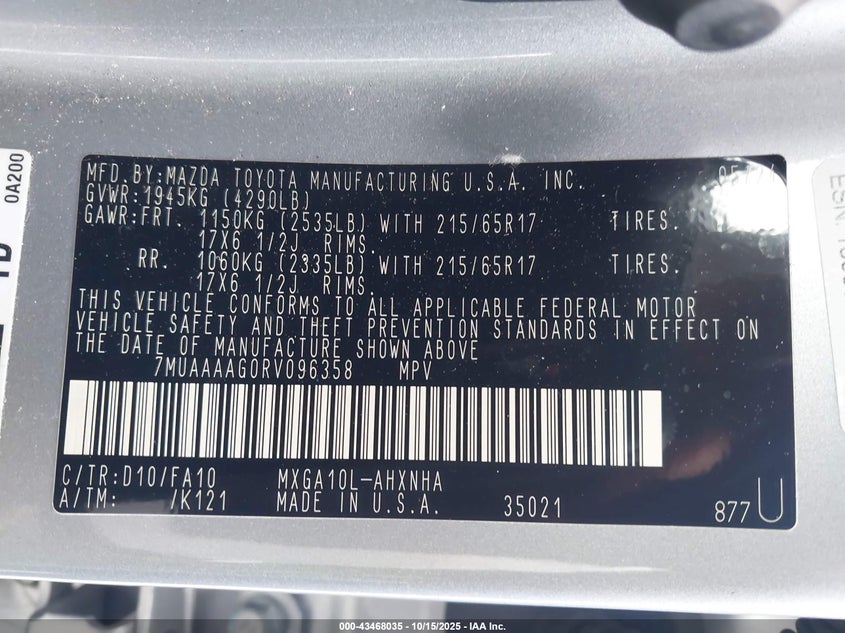 MFD. BY:MAZDA TOYOTA MANUFACTURING U.S.A. INC.
GVWR:1945KG (4290LB)
GAWR:FRT. 1150KG (2535LB) WITH 215/65R17 TIRES.
17X6 1/2J RIMS.
RR. 1060KG (2335LB) WITH 215/65R17 TIRES.
17X6 1/2J RIMS.
THIS VEHICLE CONFORMS TO ALL APPLICABLE FEDERAL MOTOR
VEHICLE SAFETY AND THEFT PREVENTION STANDARDS IN EFFECT ON
THE DATE OF MANUFACTURE SHOWN ABOVE
7MUAAAAG0RV096358 MPV
C/TR:D10/FA10 MXGA10L-AHXNHA
A/TM: /K121 MADE IN U.S.A. 35021 877 U
0A200
000-43468035 - 10/15/2025 - IAA Inc.